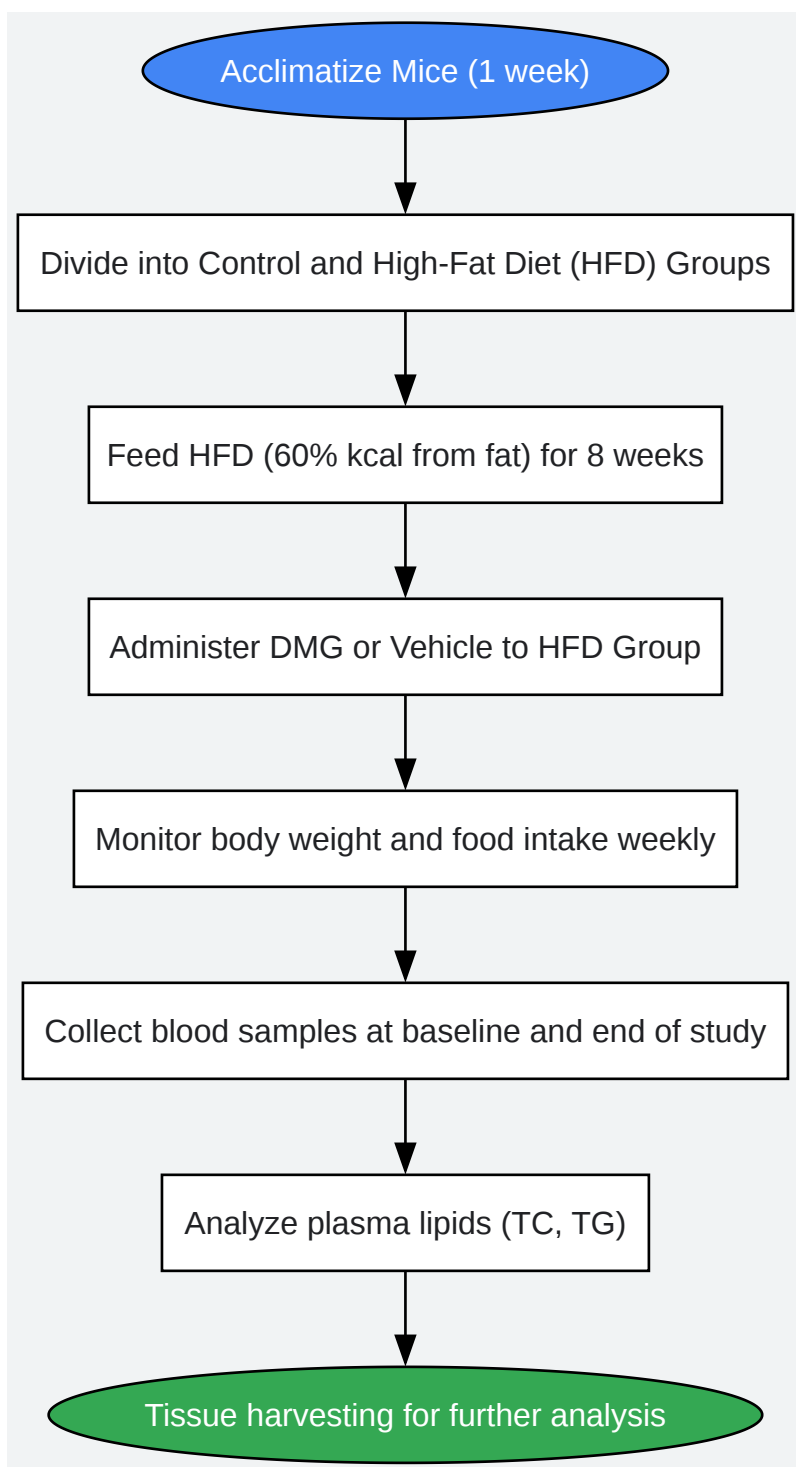 Acclimatize Mice (1 week)
Divide into Control and High-Fat Diet (HFD) Groups
Feed HFD (60% kcal from fat) for 8 weeks
Administer DMG or Vehicle to HFD Group
Monitor body weight and food intake weekly
Collect blood samples at baseline and end of study
Analyze plasma lipids (TC, TG)
Tissue harvesting for further analysis